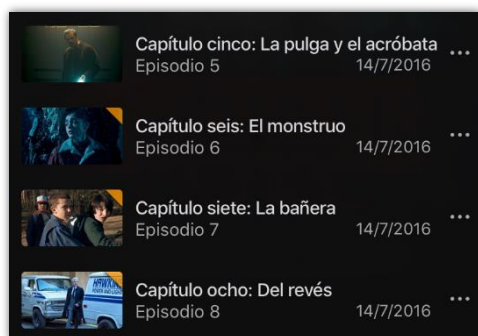 Capítulo cinco: La pulga y el acróbata
Episodio 5 14/7/2016
Capítulo seis: El monstruo
Episodio 6 14/7/2016
Capítulo siete: La bañera
Episodio 7 14/7/2016
HAWKINS
Capítulo ocho: Del revés
Episodio 8 14/7/2016